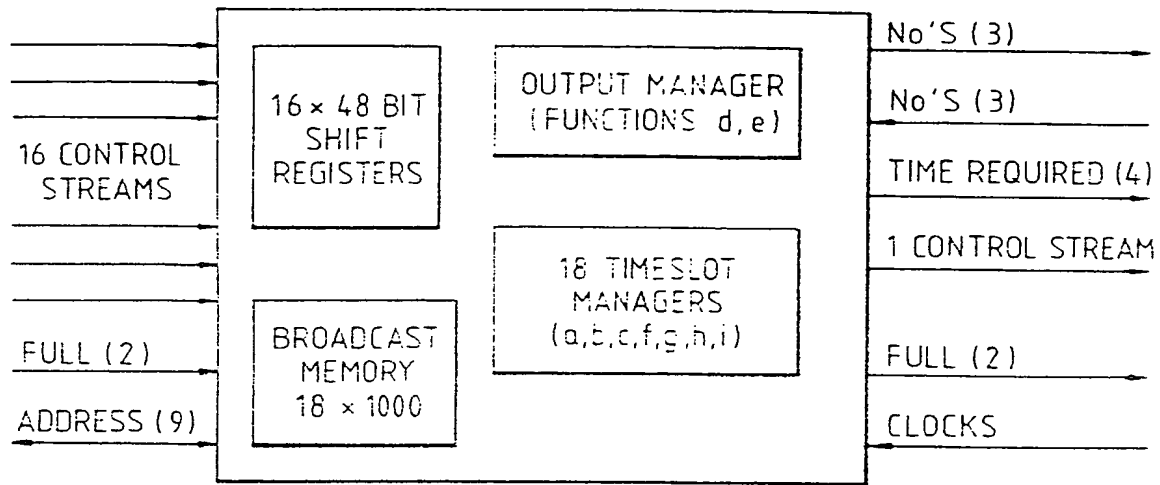 16 CONTROL
STREAMS
FULL (2)
ADDRESS (9)
16 × 48 BIT
SHIFT
REGISTERS
BROADCAST
MEMORY
18 × 1000
OUTPUT MANAGER
(FUNCTIONS d,e)
18 TIMESLOT
MANAGERS
(a,b,c,f,g,h,i)
No'S (3)
No'S (3)
TIME REQUIRED (4)
1 CONTROL STREAM
FULL (2)
CLOCKS